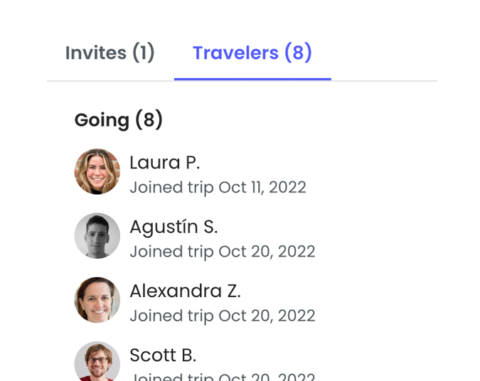 Invites (1) Travelers (8)
Going (8)
Laura P.
Joined trip Oct 11, 2022
Agustín S.
Joined trip Oct 20, 2022
Alexandra Z.
Joined trip Oct 20, 2022
Scott B.
Joined trip Oct 20, 2022